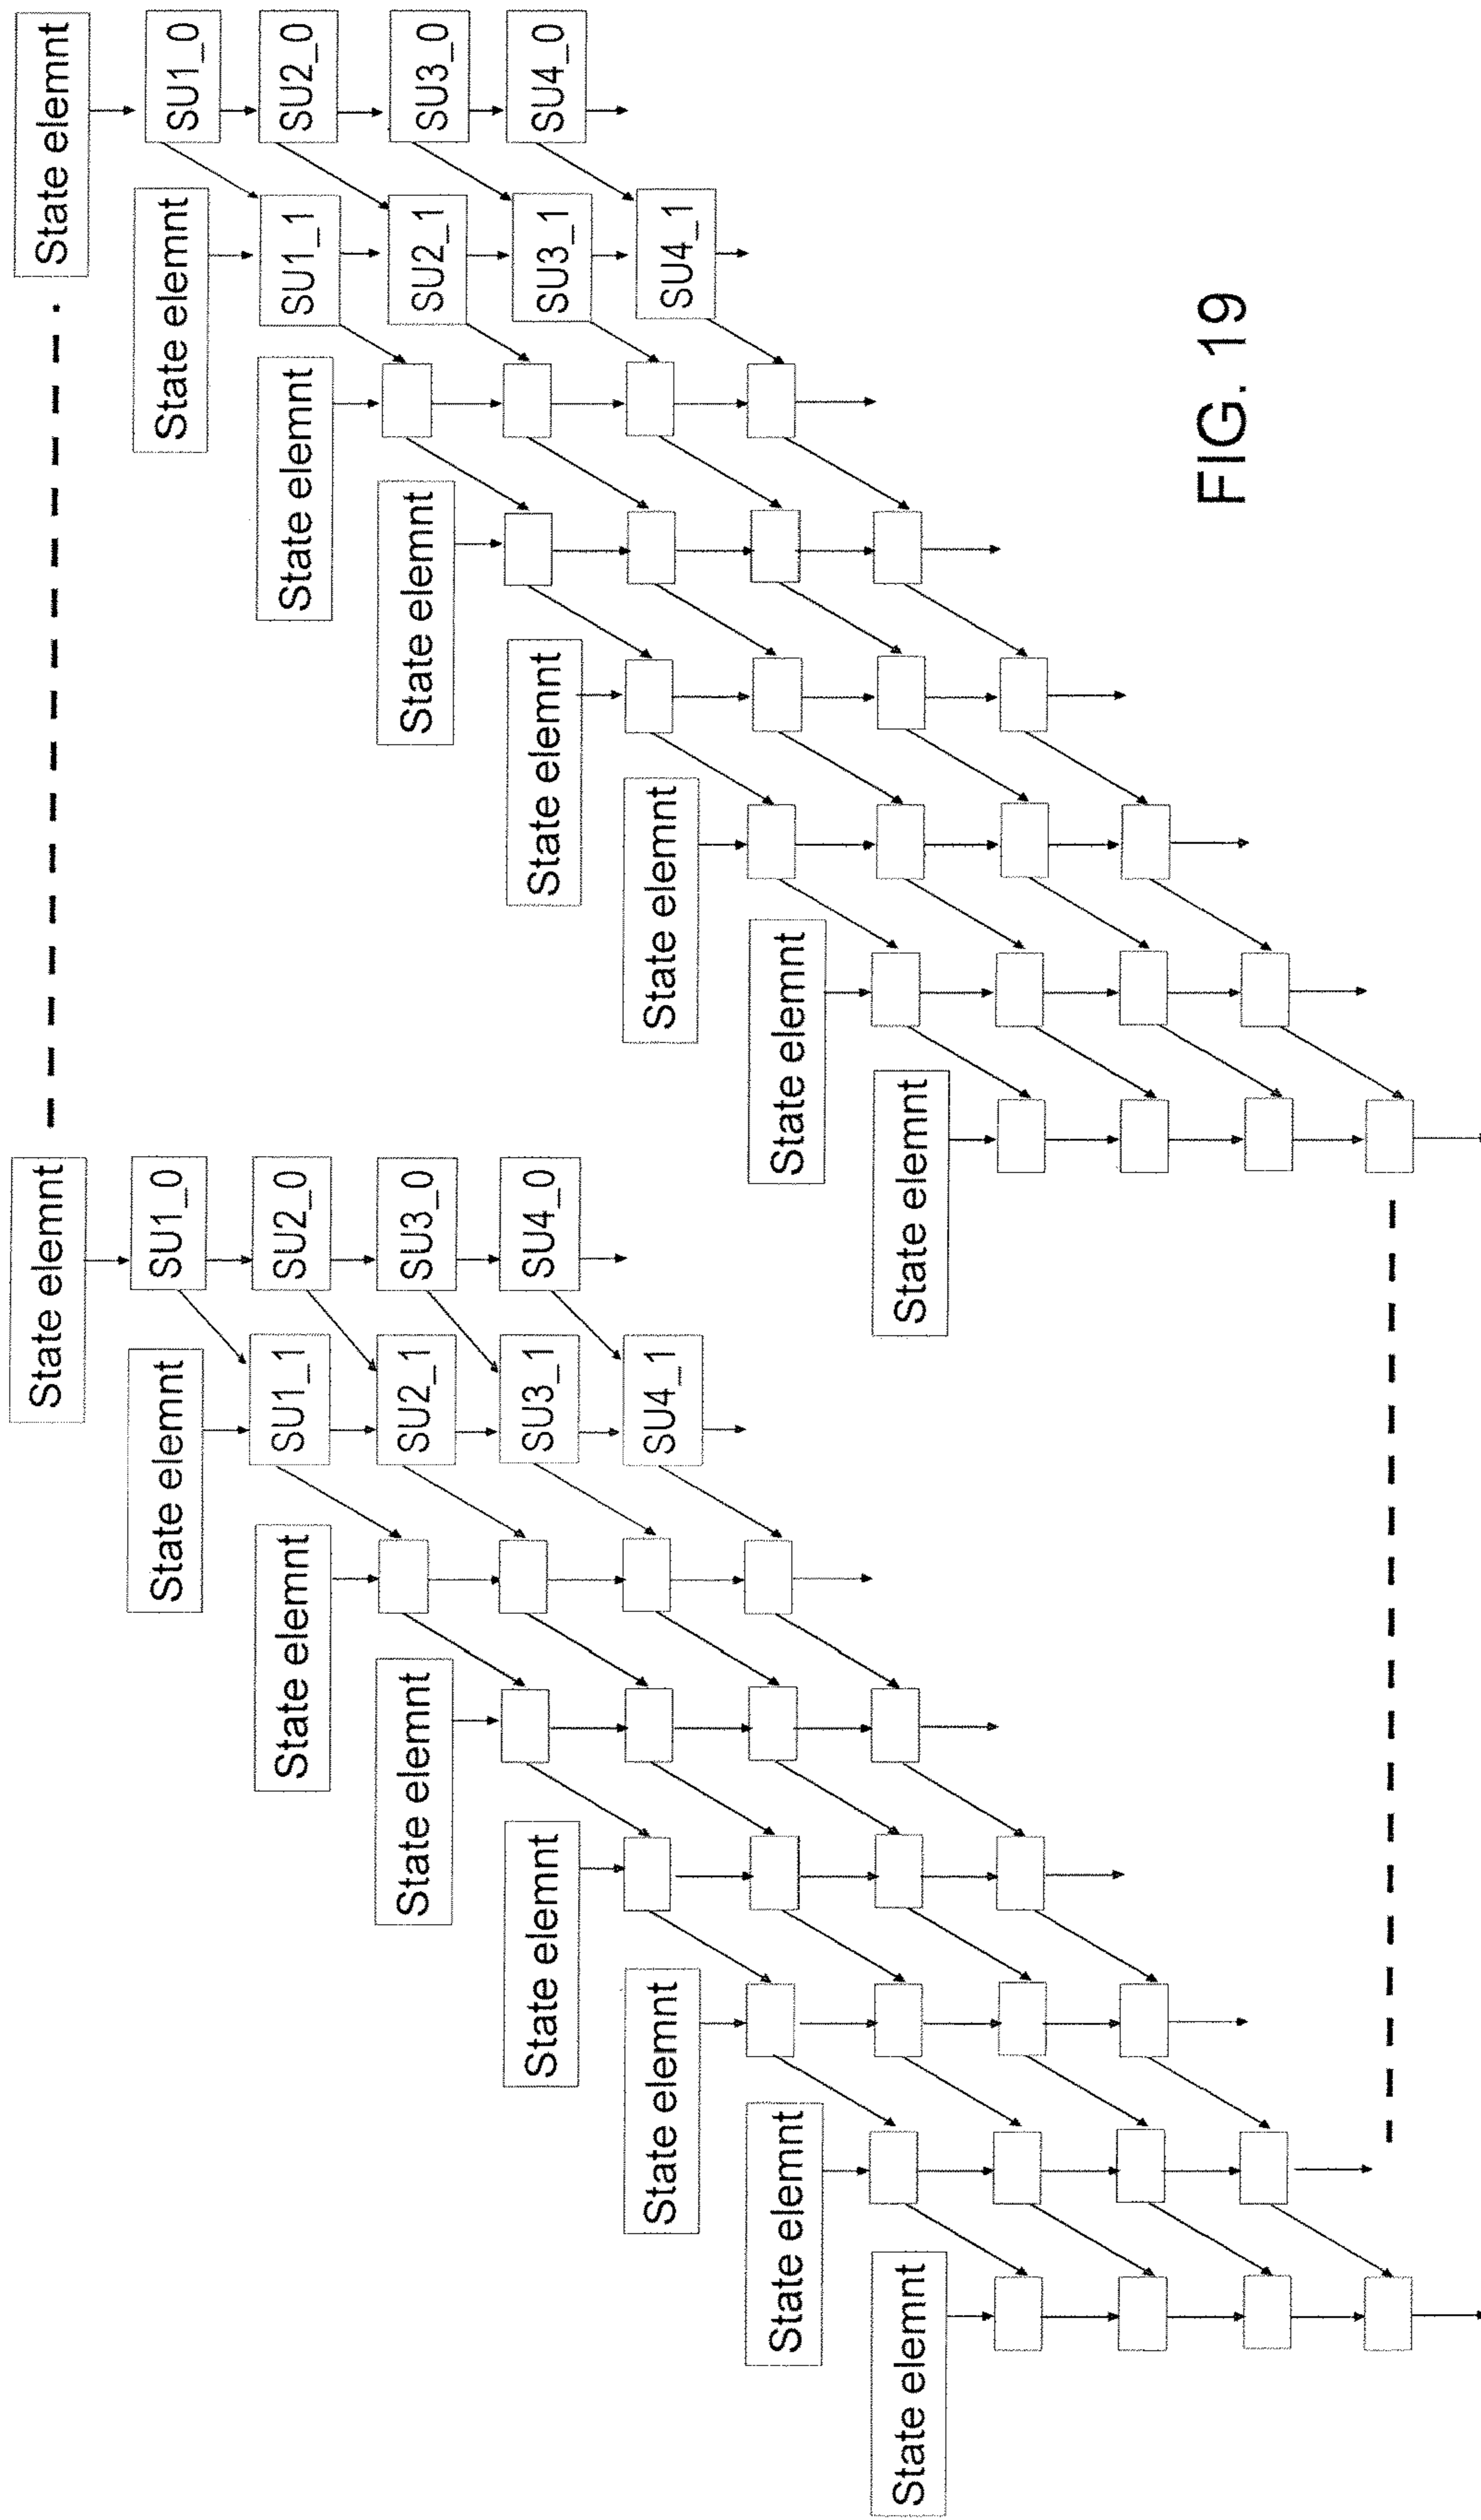 State elemnt
State elemnt
State elemnt
SU1_0
State elemnt
SU1_0
State elemnt
SU1_1
SU2_0
State elemnt
SU1_1
SU2_0
State elemnt
SU2_1
SU3_0
State elemnt
SU2_1
SU3_0
State elemnt
SU3_1
SU4_0
State elemnt
SU3_1
SU4_0
State elemnt
SU4_1
State elemnt
SU4_1
State elemnt
State elemnt
State elemnt
State elemnt
FIG. 19